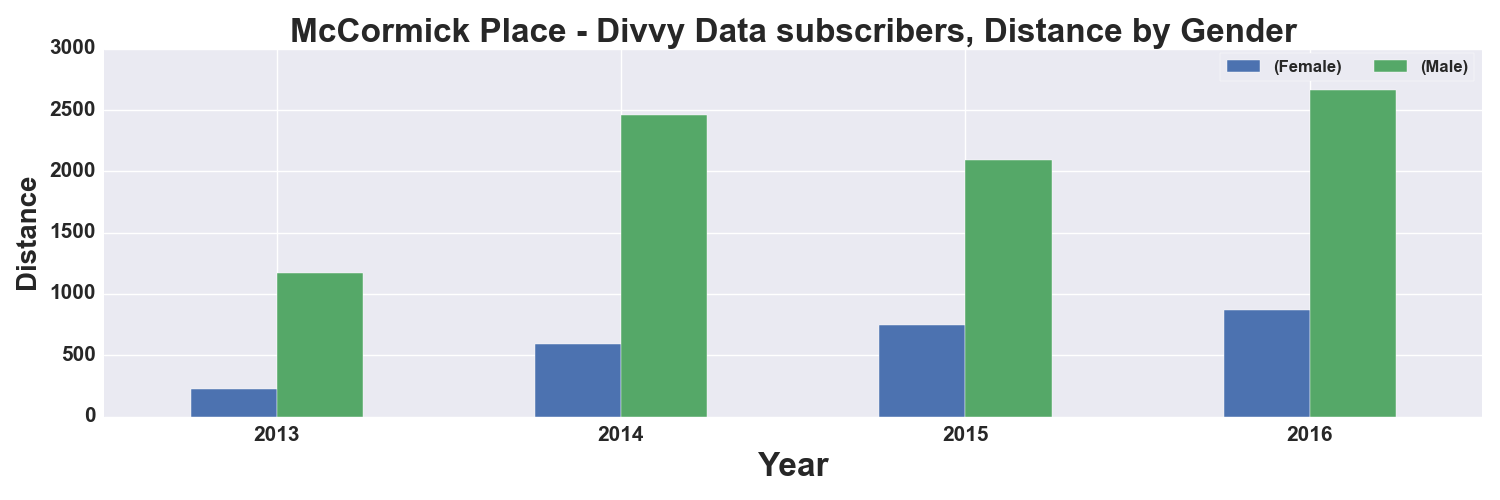 McCormick Place - Divvy Data subscribers, Distance by Gender
(Female) (Male)
3000
2500
2000
1500
1000
500
0
Distance
2013 2014 2015 2016
Year